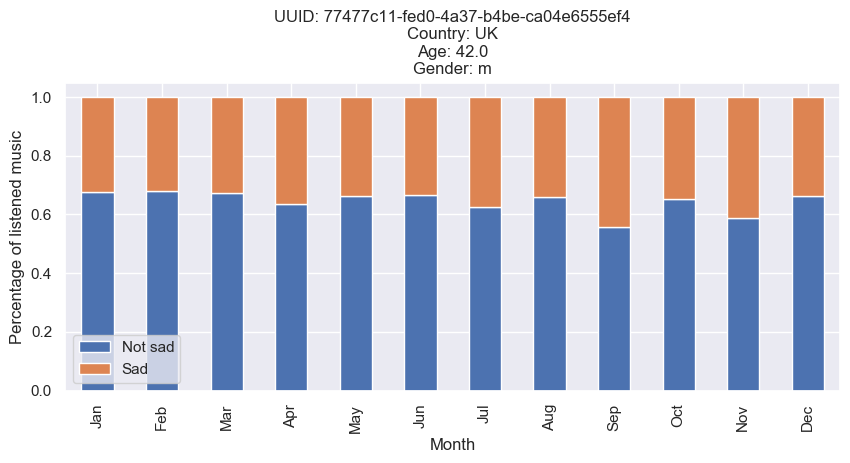 UUID: 77477c11-fed0-4a37-b4be-ca04e6555ef4
Country: UK
Age: 42.0
Gender: m
Percentage of listened music
1.0
0.8
0.6
0.4
0.2
0.0
Not sad
Sad
Jan
Feb
Mar
Apr
May
Jun
Jul
Aug
Sep
Oct
Nov
Dec
Month